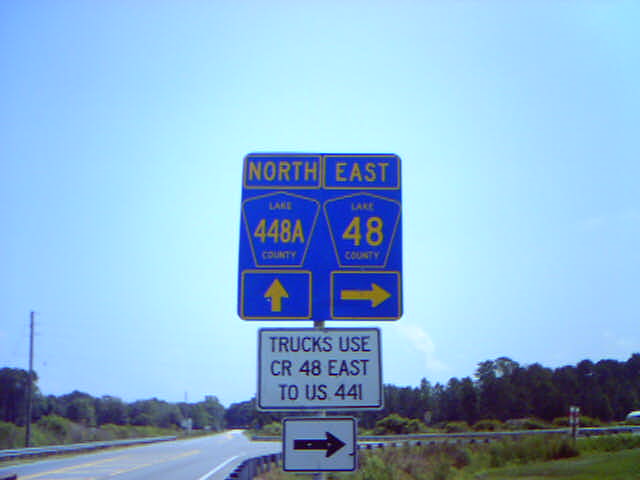 NORTH EAST
LAKE LAKE
448A 48
COUNTY COUNTY
TRUCKS USE
CR 48 EAST
TO US 441